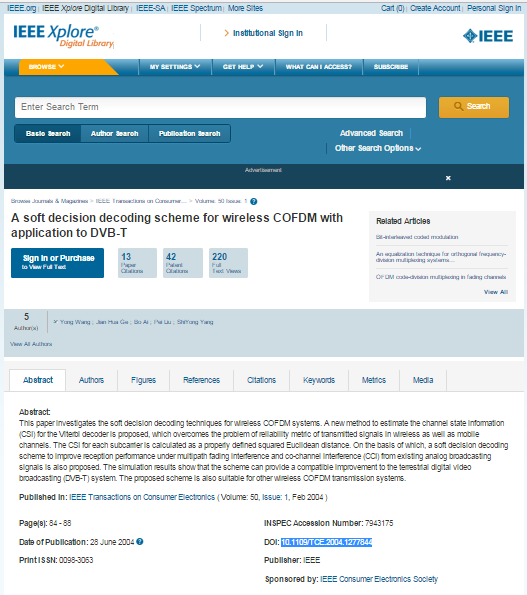 IEEE.org | IEEE Xplore Digital Library | IEEE-SA | IEEE Spectrum | More Sites Cart (0) | Create Account | Personal Sign In
IEEE Xplore®
Digital Library
> Institutional Sign In
IEEE
BROWSE MY SETTINGS GET HELP WHAT CAN I ACCESS? SUBSCRIBE
Enter Search Term
Search
Basic Search Author Search Publication Search
Advanced Search
Other Search Options
Advertisement
Browse Journals & Magazines > IEEE Transactions on Consumer... > Volume: 50 Issue: 1
A soft decision decoding scheme for wireless COFDM with
application to DVB-T
Sign In or Purchase
to View Full Text
13
Paper
Citations
42
Patent
Citations
220
Full
Text Views
Related Articles
Bit-interleaved coded modulation
An equalization technique for orthogonal frequency-
division multiplexing systems...
OFDM code-division multiplexing in fading channels
View All
5
Author(s)
Yong Wang ; Jian Hua Ge ; Bo Ai ; Pei Liu ; ShiYong Yang
View All Authors
Abstract Authors Figures References Citations Keywords Metrics Media
Abstract:
This paper investigates the soft decision decoding techniques for wireless COFDM systems. A new method to estimate the channel state information
(CSI) for the Viterbi decoder is proposed, which overcomes the problem of reliability metric of transmitted signals in wireless as well as mobile
channels. The CSI for each subcarrier is calculated as a properly defined squared Euclidean distance. On the basis of which, a soft decision decoding
scheme to improve reception performance under multipath fading interference and co-channel interference (CCI) from existing analog broadcasting
signals is also proposed. The simulation results show that the scheme can provide a compatible improvement to the terrestrial digital video
broadcasting (DVB-T) system. The proposed scheme is also suitable for other wireless COFDM transmission systems.
Published in: IEEE Transactions on Consumer Electronics ( Volume: 50, Issue: 1, Feb 2004 )
Page(s): 84 - 88
INSPEC Accession Number: 7943175
Date of Publication: 28 June 2004
DOI: 10.1109/TCE.2004.1277844
Print ISSN: 0098-3063
Publisher: IEEE
Sponsored by: IEEE Consumer Electronics Society